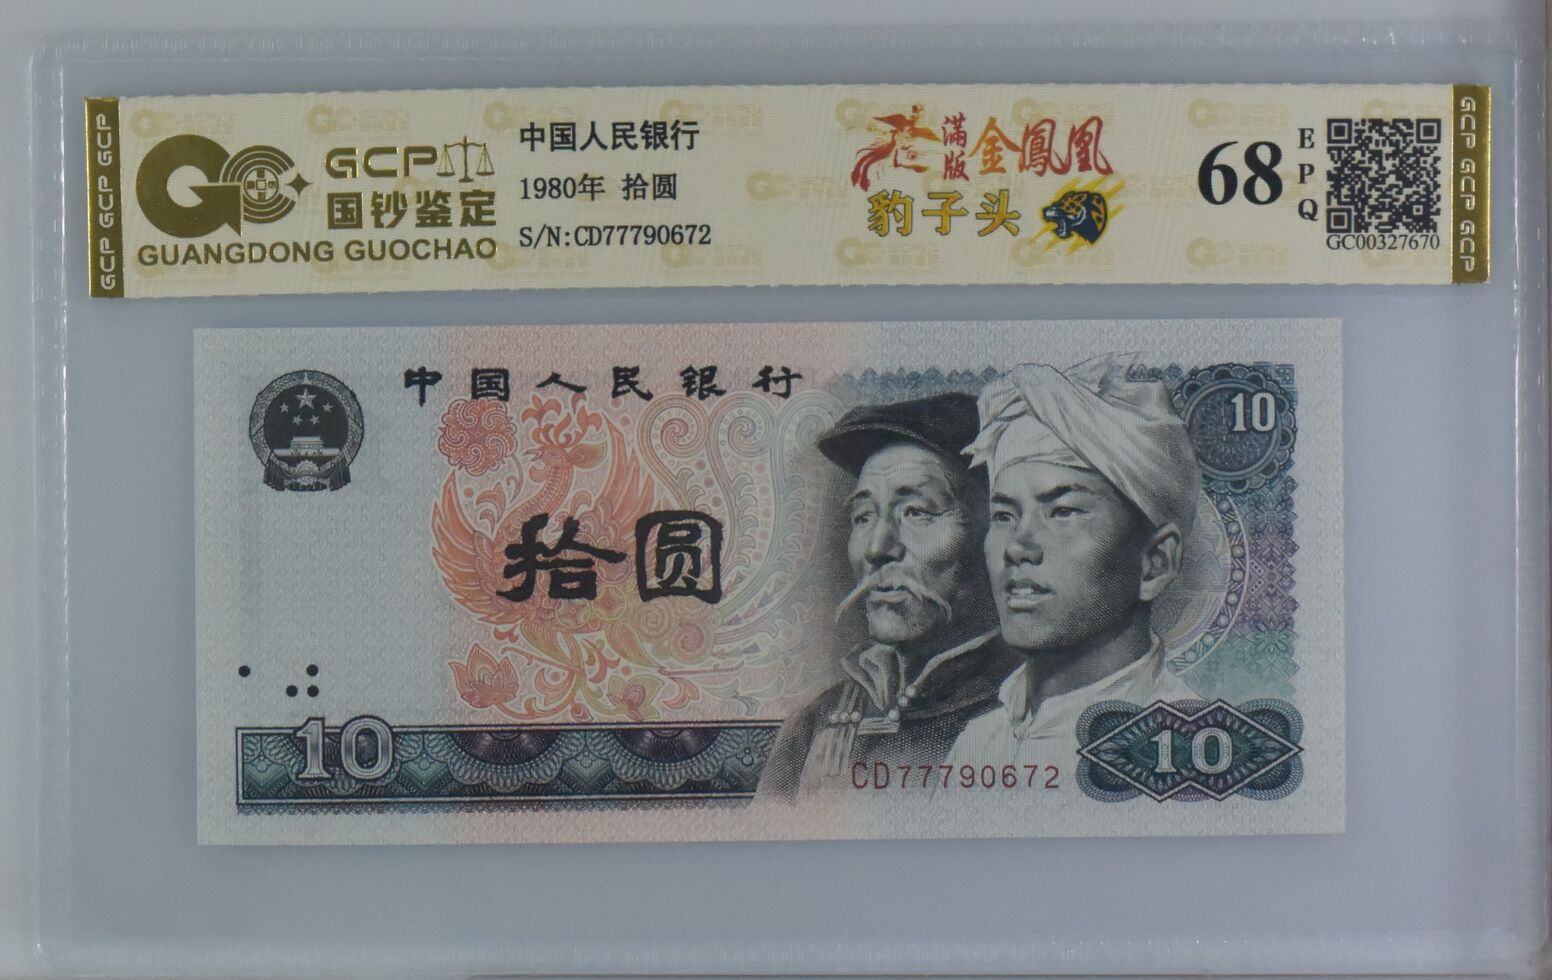 GCP GCP GCP
GCP
国钞鉴定
GUANGDONG GUOCHAO
中国人民银行
1980年 拾圆
S/N:CD77790672
满版金鳳凰
豹子头
68
EPQ
GC00327670
GCP GCP GCP
中国人民银行
10
拾圆
10
CD77790672
10